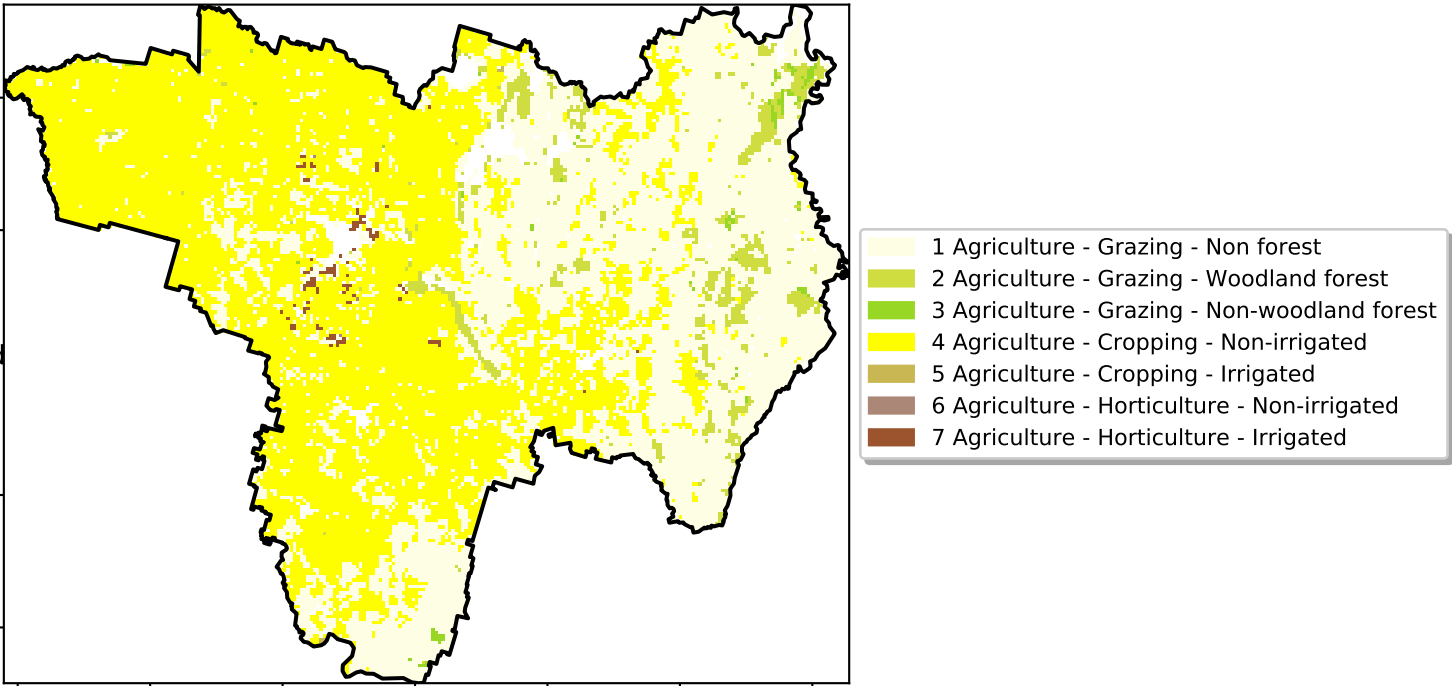 1 Agriculture - Grazing - Non forest
2 Agriculture - Grazing - Woodland forest
3 Agriculture - Grazing - Non-woodland forest
4 Agriculture - Cropping - Non-irrigated
5 Agriculture - Cropping - Irrigated
6 Agriculture - Horticulture - Non-irrigated
7 Agriculture - Horticulture - Irrigated